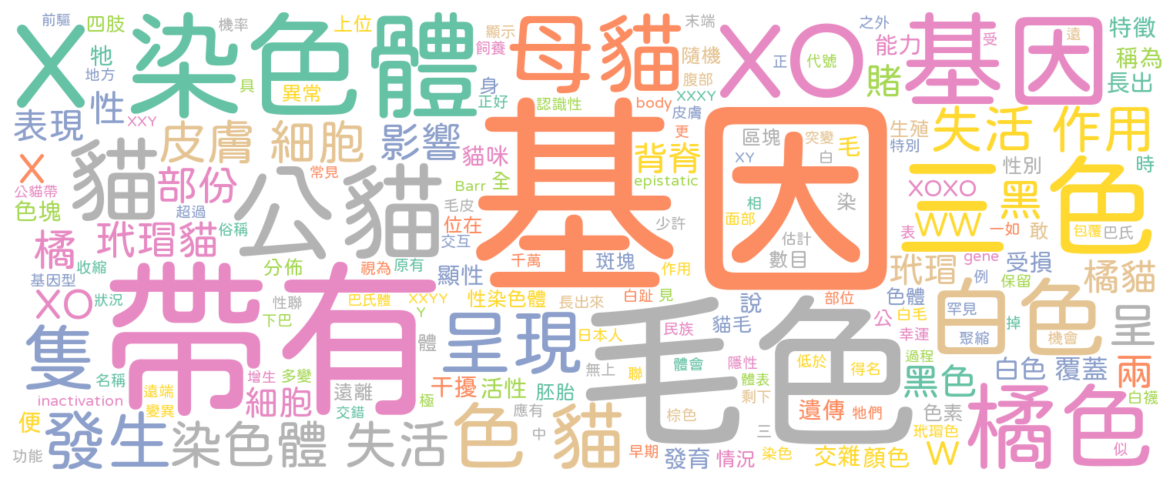 前驅 四肢 機率 上位 顯示 末端 之外 受 遠 特徵
X 染色體 母貓 XO 基因
牠 地方 飼養 隨機 正 代號 能力 賭 稱為
具 異常 身 正好 認識性 腹部 XXXY body 皮膚 長出
表現 性 XXY 皮膚 細胞 影響 更 區塊 突變 生殖 特別 失活 作用
X 公貓帶 貓 部份 常見 公貓 貓咪 Barr 全 背脊 epistatic XY 白 毛 性別 時
色塊 超過 俗稱 毛皮 位在 交互 基因 少許 相 染 XOXO 黑 三色
橘 玳瑁貓 千萬 斑塊 面部 估計 數目 表 WW 一如 敢 包覆 巴氏
基因型 收縮 分佈 視為 原有 顯性 作用 玳瑁 gene 例 受損 保留 橘貓
XO 狀況 帶有 性聯 下巴 巴氏體 XXYY Y 性染色體 長出來 白趾 見 說 部位 色體 公 白毛 幸運 白色 罕見 聚縮 機會 掉 呈
隻 體 呈現 日本人 民族 貓毛 毛色
名稱 遠端 變異 增生 多變 細胞 遠離 交錯 極 干擾 活性 胚胎 無上 聯 體會 隱性 體表 剩下 低於 得名 過程 黑色 白色 覆蓋 兩 白襪
inactivation
便 發生 染色體 失活 應有 中 色 貓 棕色 三 遺傳 牠們 色素 玳瑁色 橘色
功能 早期 發育 情況 染色 交雜 顏色 W 似